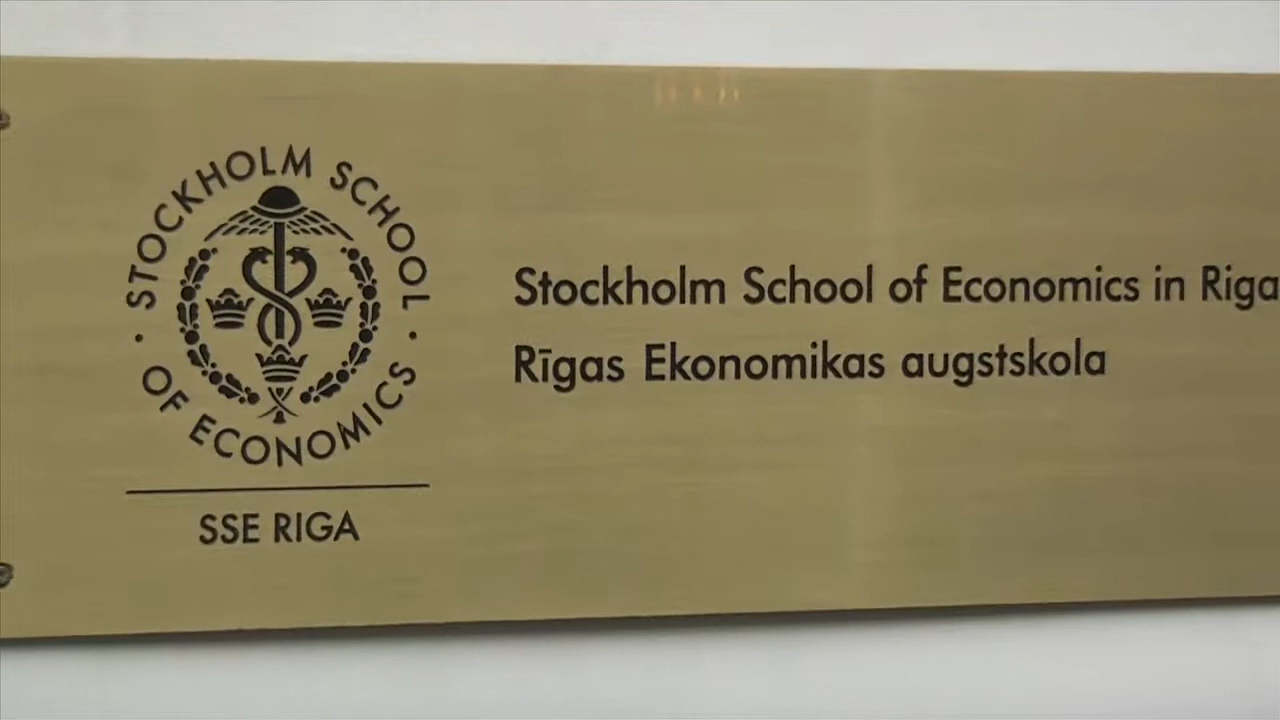 STOCKHOLM SCHOOL
OF ECONOMICS
SSE RIGA
Stockholm School of Economics in Riga
Rīgas Ekonomikas augstskola